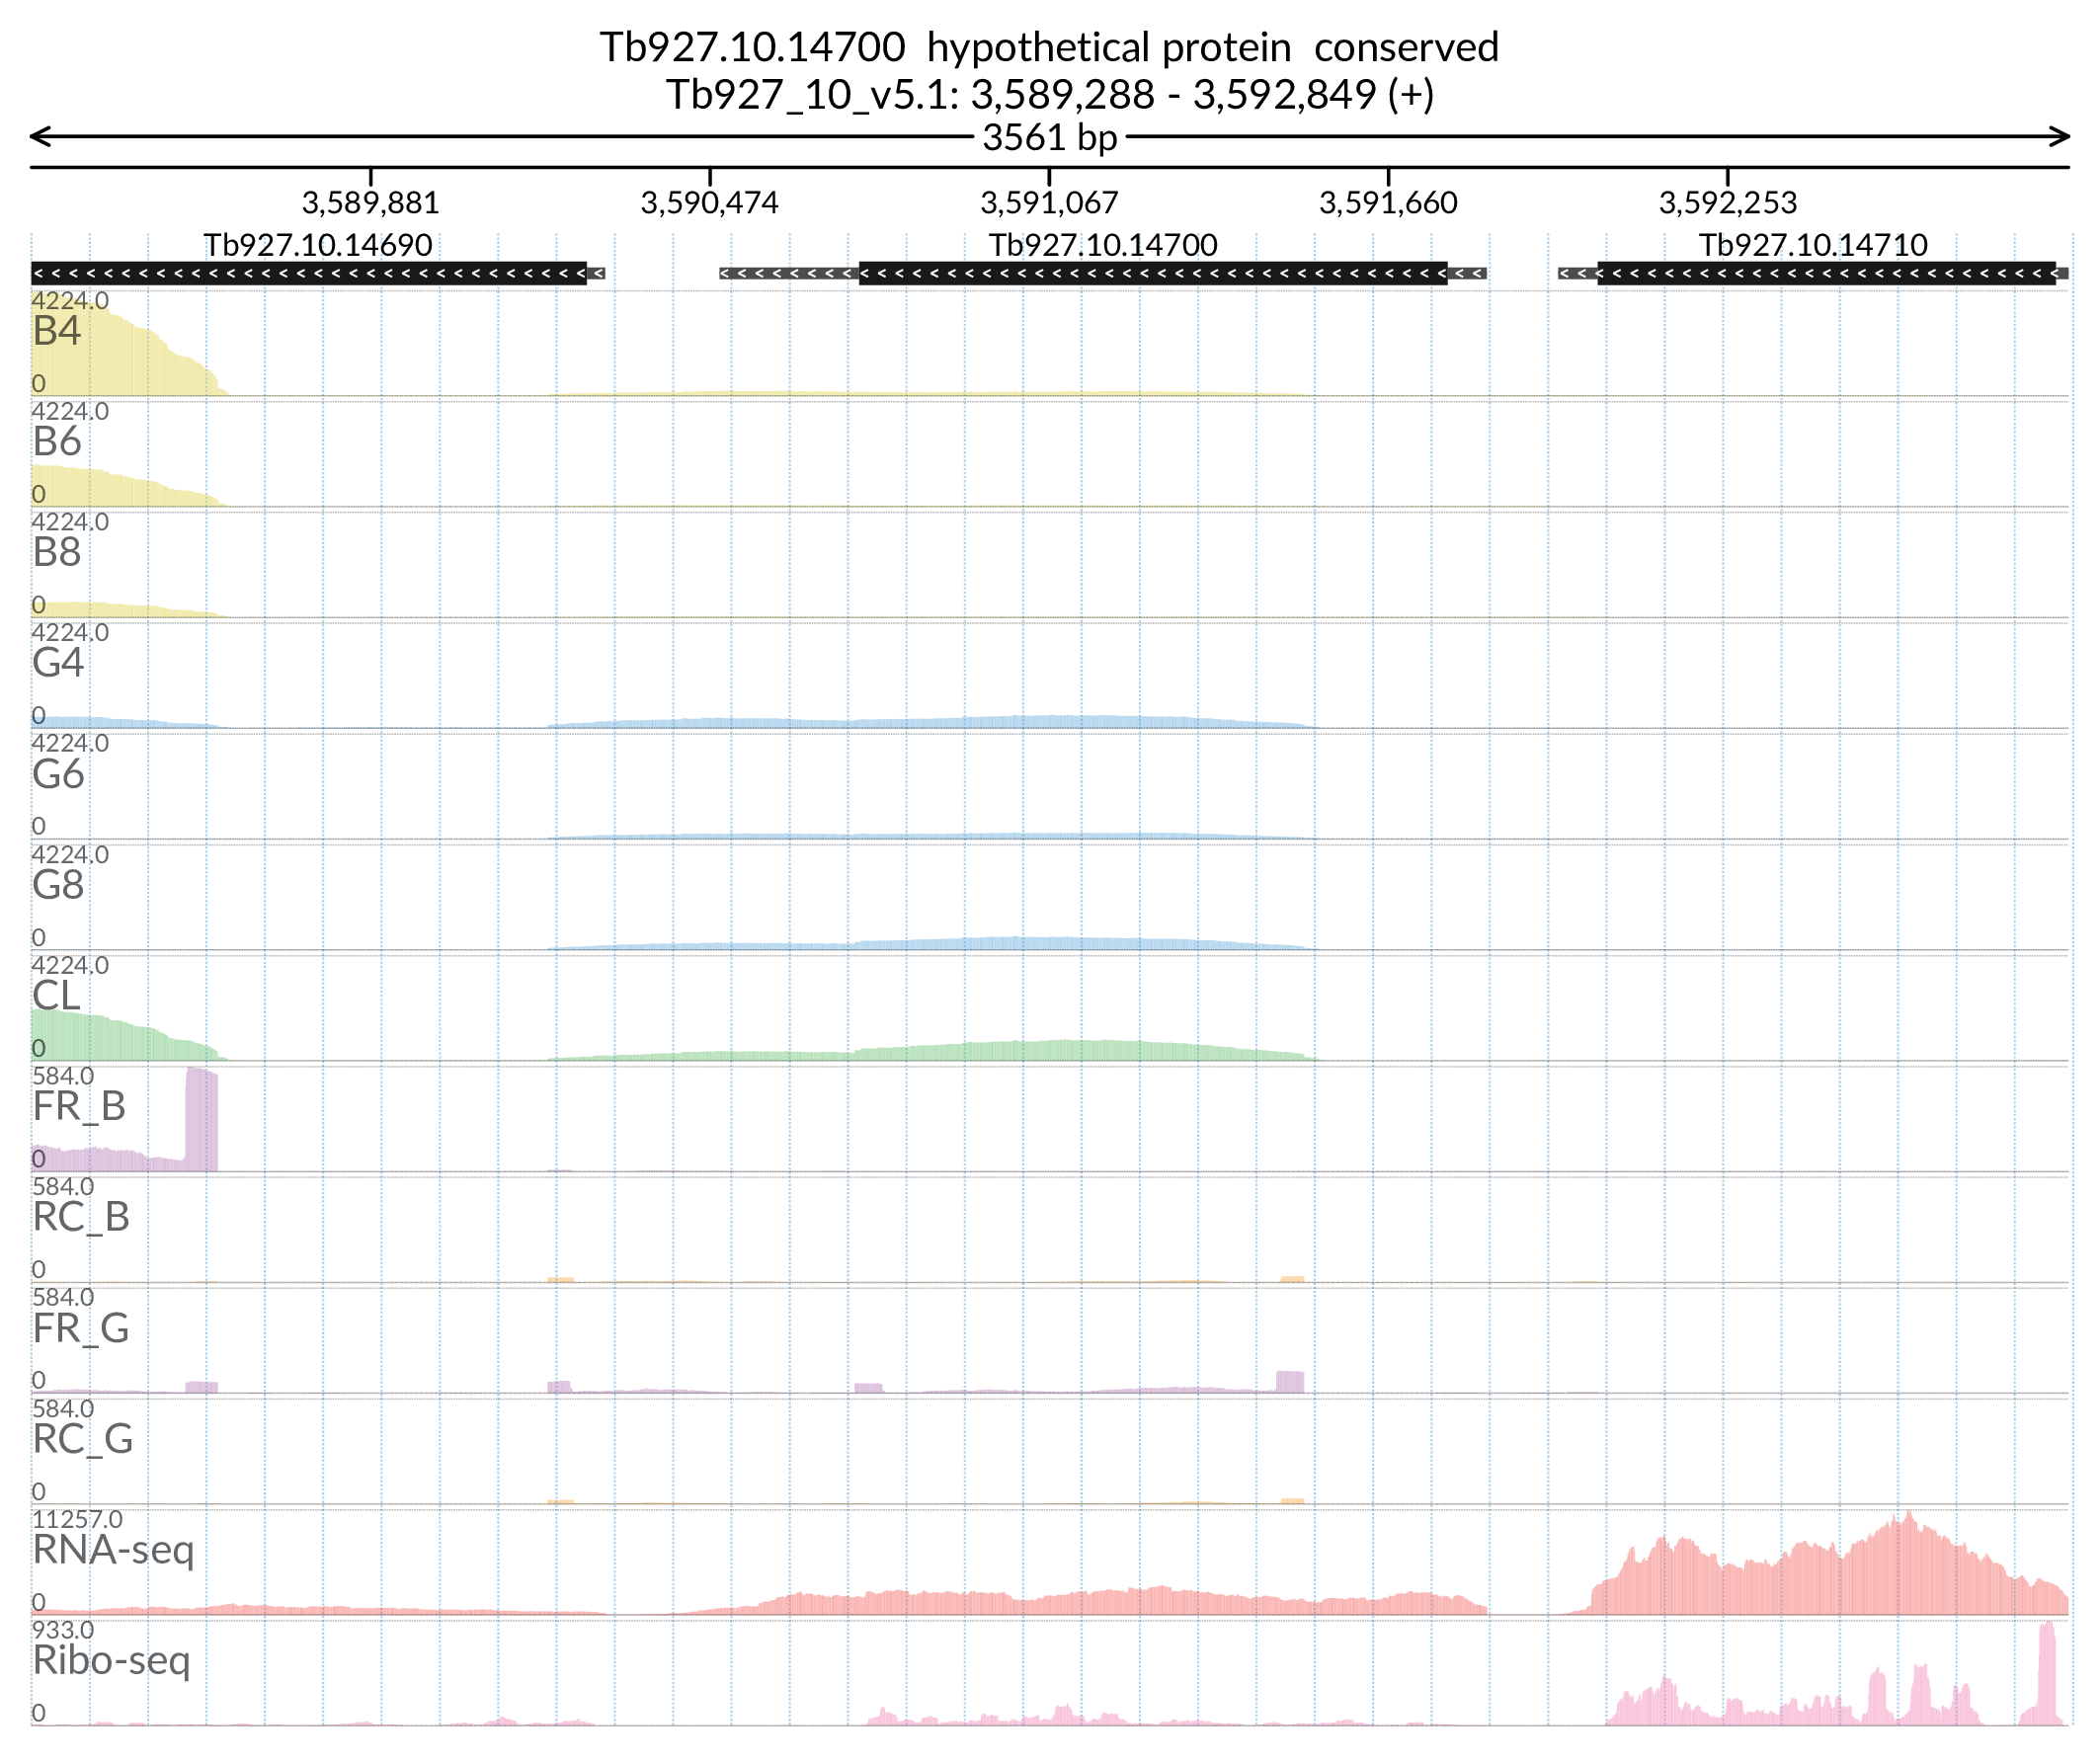 Tb927.10.14700 hypothetical protein conserved
Tb927_10_v5.1: 3,589,288 - 3,592,849 (+)
3561 bp
3,589,881 3,590,474 3,591,067 3,591,660 3,592,253
Tb927.10.14690 Tb927.10.14700 Tb927.10.14710
4224.0
B4
0
4224.0
B6
0
4224.0
B8
0
4224.0
G4
0
4224.0
G6
0
4224.0
G8
0
4224.0
CL
0
584.0
FR_B
0
584.0
RC_B
0
584.0
FR_G
0
584.0
RC_G
0
11257.0
RNA-seq
0
933.0
Ribo-seq
0